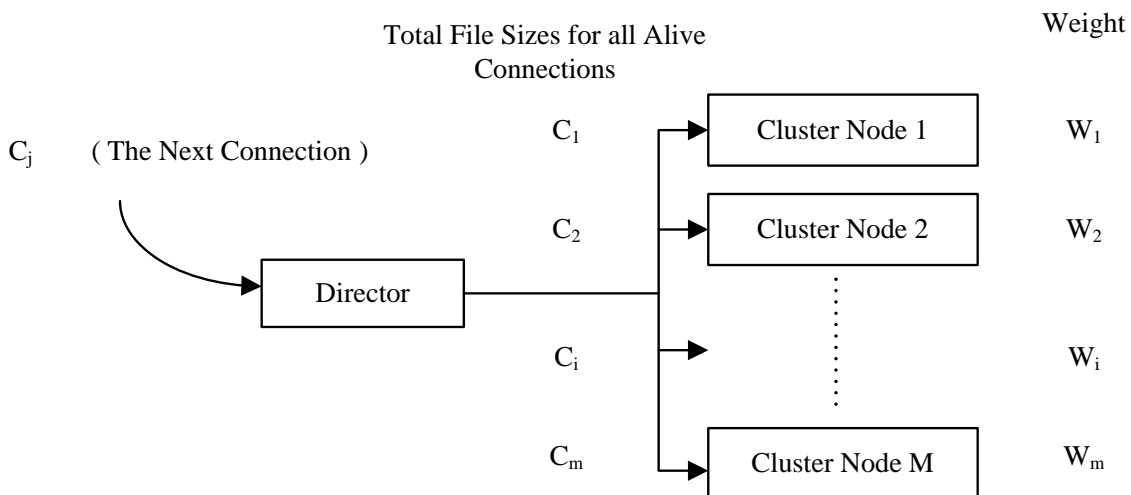 Weight
Total File Sizes for all Alive
Connections
C₁ Cluster Node 1 W₁
Cⱼ ( The Next Connection )
C₂ Cluster Node 2 W₂
Director
Cᵢ Wᵢ
Cₘ Cluster Node M Wₘ